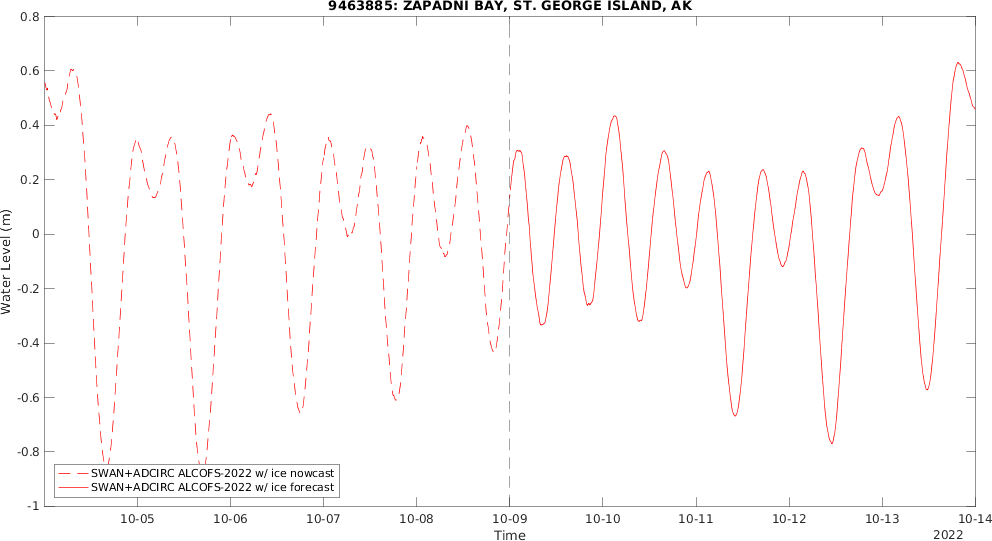 9463885: ZAPADNI BAY, ST. GEORGE ISLAND, AK
0.8
0.6
0.4
0.2
0
-0.2
-0.4
-0.6
-0.8
-1
Water Level (m)
SWAN+ADCIRC ALCOFS-2022 w/ ice nowcast
SWAN+ADCIRC ALCOFS-2022 w/ ice forecast
10-05 10-06 10-07 10-08 10-09 10-10 10-11 10-12 10-13 10-14
Time
2022